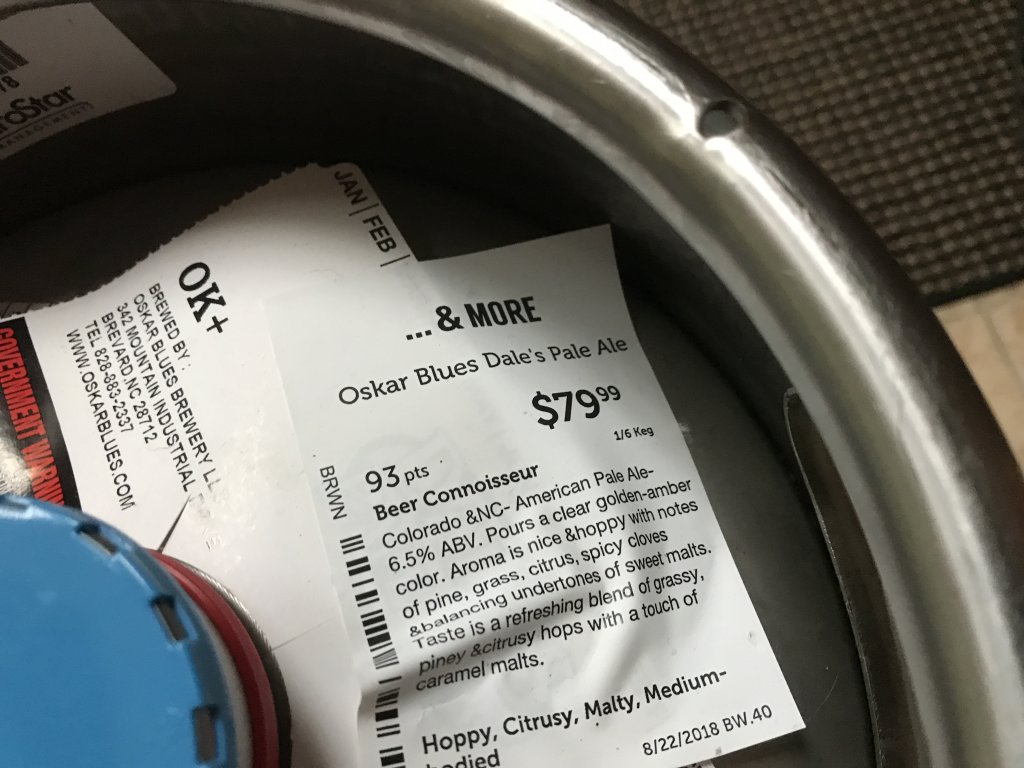 78
roStar
ANAGEMENT
JAN | FEB |
OK+
BREWED BY:
OSKAR BLUES BREWERY
342 MOUNTAIN INDUSTRIAL
BREVARD NC 28712
TEL 828-883-2337
WWW.OSKARBLUES.COM
GOVERNMENT WARNIN
... & MORE
Oskar Blues Dale's Pale Ale
$79.99
1/6 Keg
93 pts
Beer Connoisseur
BRWN
Colorado &NC- American Pale Ale-
6.5% ABV. Pours a clear golden-amber
color. Aroma is nice &hoppy with notes
of pine, grass, citrus, spicy cloves
&balancing undertones of sweet malts.
Taste is a refreshing blend of grassy,
piney &citrusy hops with a touch of
caramel malts.
Hoppy, Citrusy, Malty, Medium-
bodied
8/22/2018 BW.40